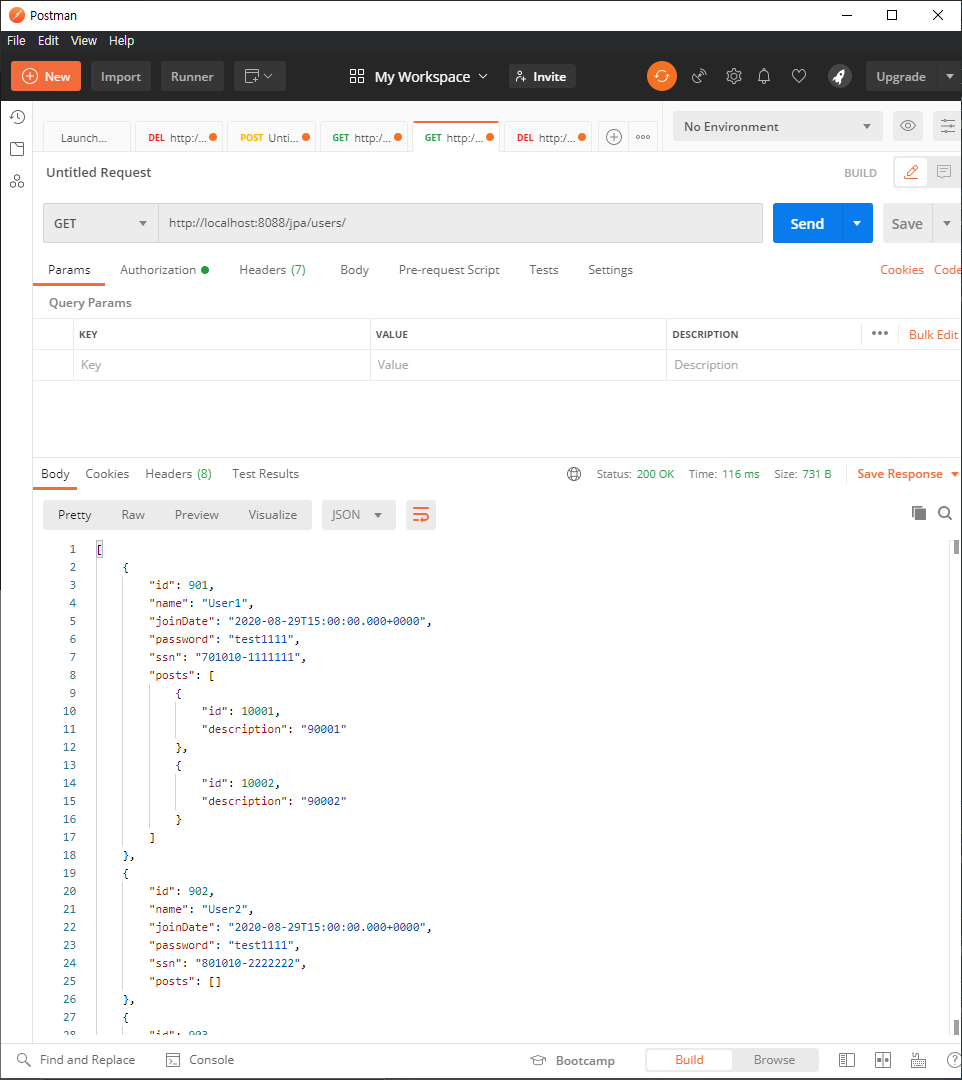 Postman
File Edit View Help
New Import Runner My Workspace Invite Upgrade
Launch... DEL http:/... POST Unti... GET http:/... GET http:/... DEL http:/... No Environment
Untitled Request BUILD
GET http://localhost:8088/jpa/users/ Send Save
Params Authorization Headers (7) Body Pre-request Script Tests Settings Cookies Code
Query Params
KEY VALUE DESCRIPTION ••• Bulk Edit
Key Value Description
Body Cookies Headers (8) Test Results Status: 200 OK Time: 116 ms Size: 731 B Save Response
Pretty Raw Preview Visualize JSON
1 [
2 {
3 "id": 901,
4 "name": "User1",
5 "joinDate": "2020-08-29T15:00:00.000+0000",
6 "password": "test1111",
7 "ssn": "701010-1111111",
8 "posts": [
9 {
10 "id": 10001,
11 "description": "90001"
12 },
13 {
14 "id": 10002,
15 "description": "90002"
16 }
17 ]
18 },
19 {
20 "id": 902,
21 "name": "User2",
22 "joinDate": "2020-08-29T15:00:00.000+0000",
23 "password": "test1111",
24 "ssn": "801010-2222222",
25 "posts": []
26 },
27 {
28 "id": 903,
Find and Replace Console Bootcamp Build Browse